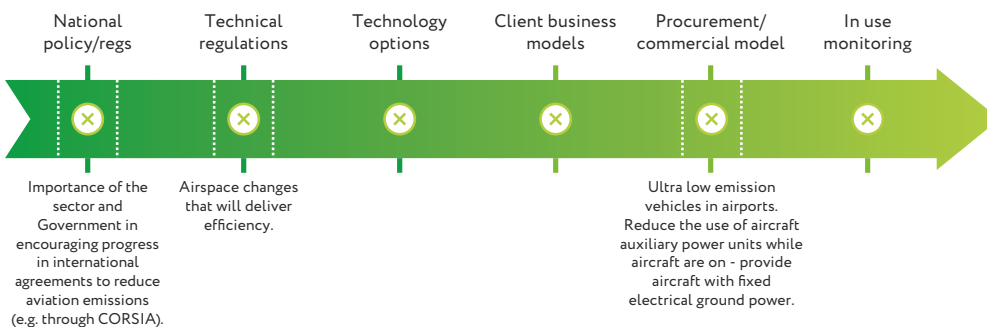 National
policy/regs
Technical
regulations
Technology
options
Client business
models
Procurement/
commercial model
In use
monitoring
Importance of the
sector and
Government in
encouraging progress
in international
agreements to reduce
aviation emissions
(e.g. through CORSIA).
Airspace changes
that will deliver
efficiency.
Ultra low emission
vehicles in airports.
Reduce the use of aircraft
auxiliary power units while
aircraft are on - provide
aircraft with fixed
electrical ground power.